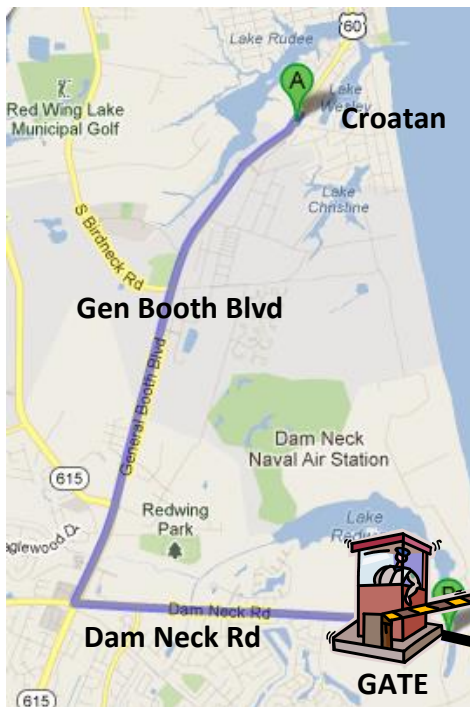 Lake Rudee
60
A
Lake
Wesley
Croatan
Red Wing Lake
Municipal Golf
Lake
Christine
S Birdneck Rd
Gen Booth Blvd
General Booth Blvd
Dam Neck
Naval Air Station
615
Redwing
Park
aglewood Dr
Lake
Dam Neck Rd
Dam Neck Rd
GATE
615